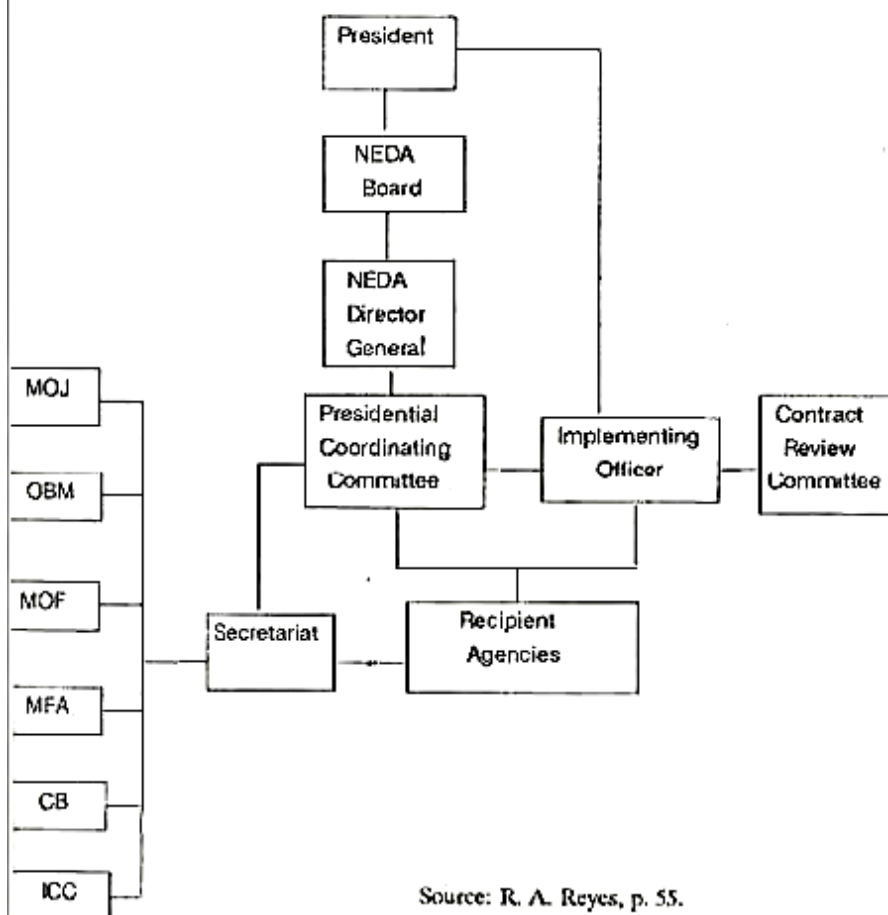 President
NEDA
Board
NEDA
Director
General
MOJ
Presidential
Coordinating
Committee
Implementing
Officer
Contract
Review
Committee
OBM
MOF
Secretariat
Recipient
Agencies
MFA
CB
ICC
Source: R. A. Reyes, p. 55.